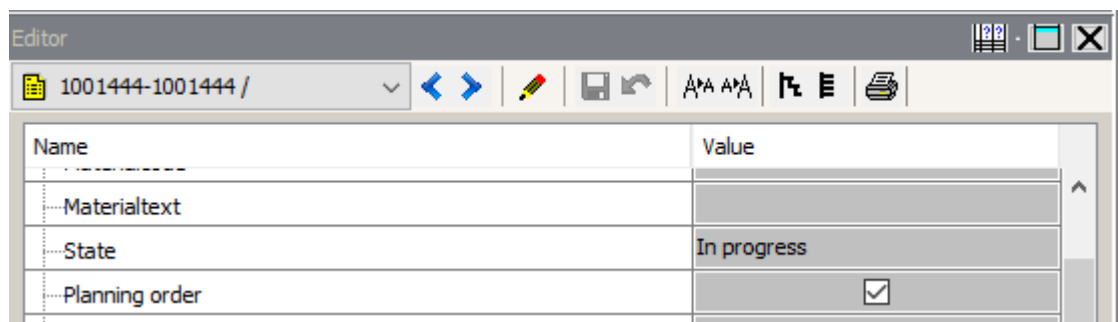 Editor
1001444-1001444 /
Name Value
Materialtext
State In progress
Planning order